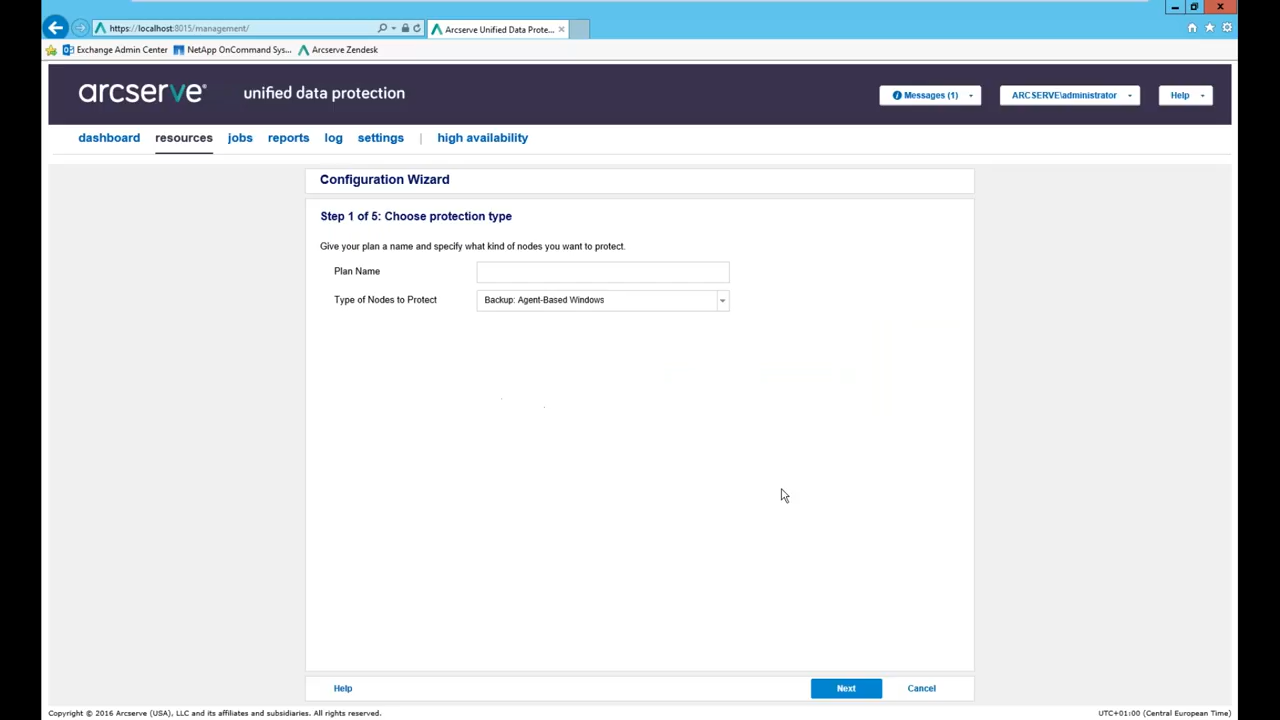 https://localhost:8015/management/
Arcserve Unified Data Prote...
Exchange Admin Center
NetApp OnCommand Sys...
Arcserve Zendesk
arcserve®
unified data protection
Messages (1)
ARCSERVE\administrator
Help
dashboard
resources
jobs
reports
log
settings
|
high availability
Configuration Wizard
Step 1 of 5: Choose protection type
Give your plan a name and specify what kind of nodes you want to protect.
Plan Name
Type of Nodes to Protect
Backup: Agent-Based Windows
Help
Next
Cancel
Copyright © 2016 Arcserve (USA), LLC and its affiliates and subsidiaries. All rights reserved.
UTC+01:00 (Central European Time)